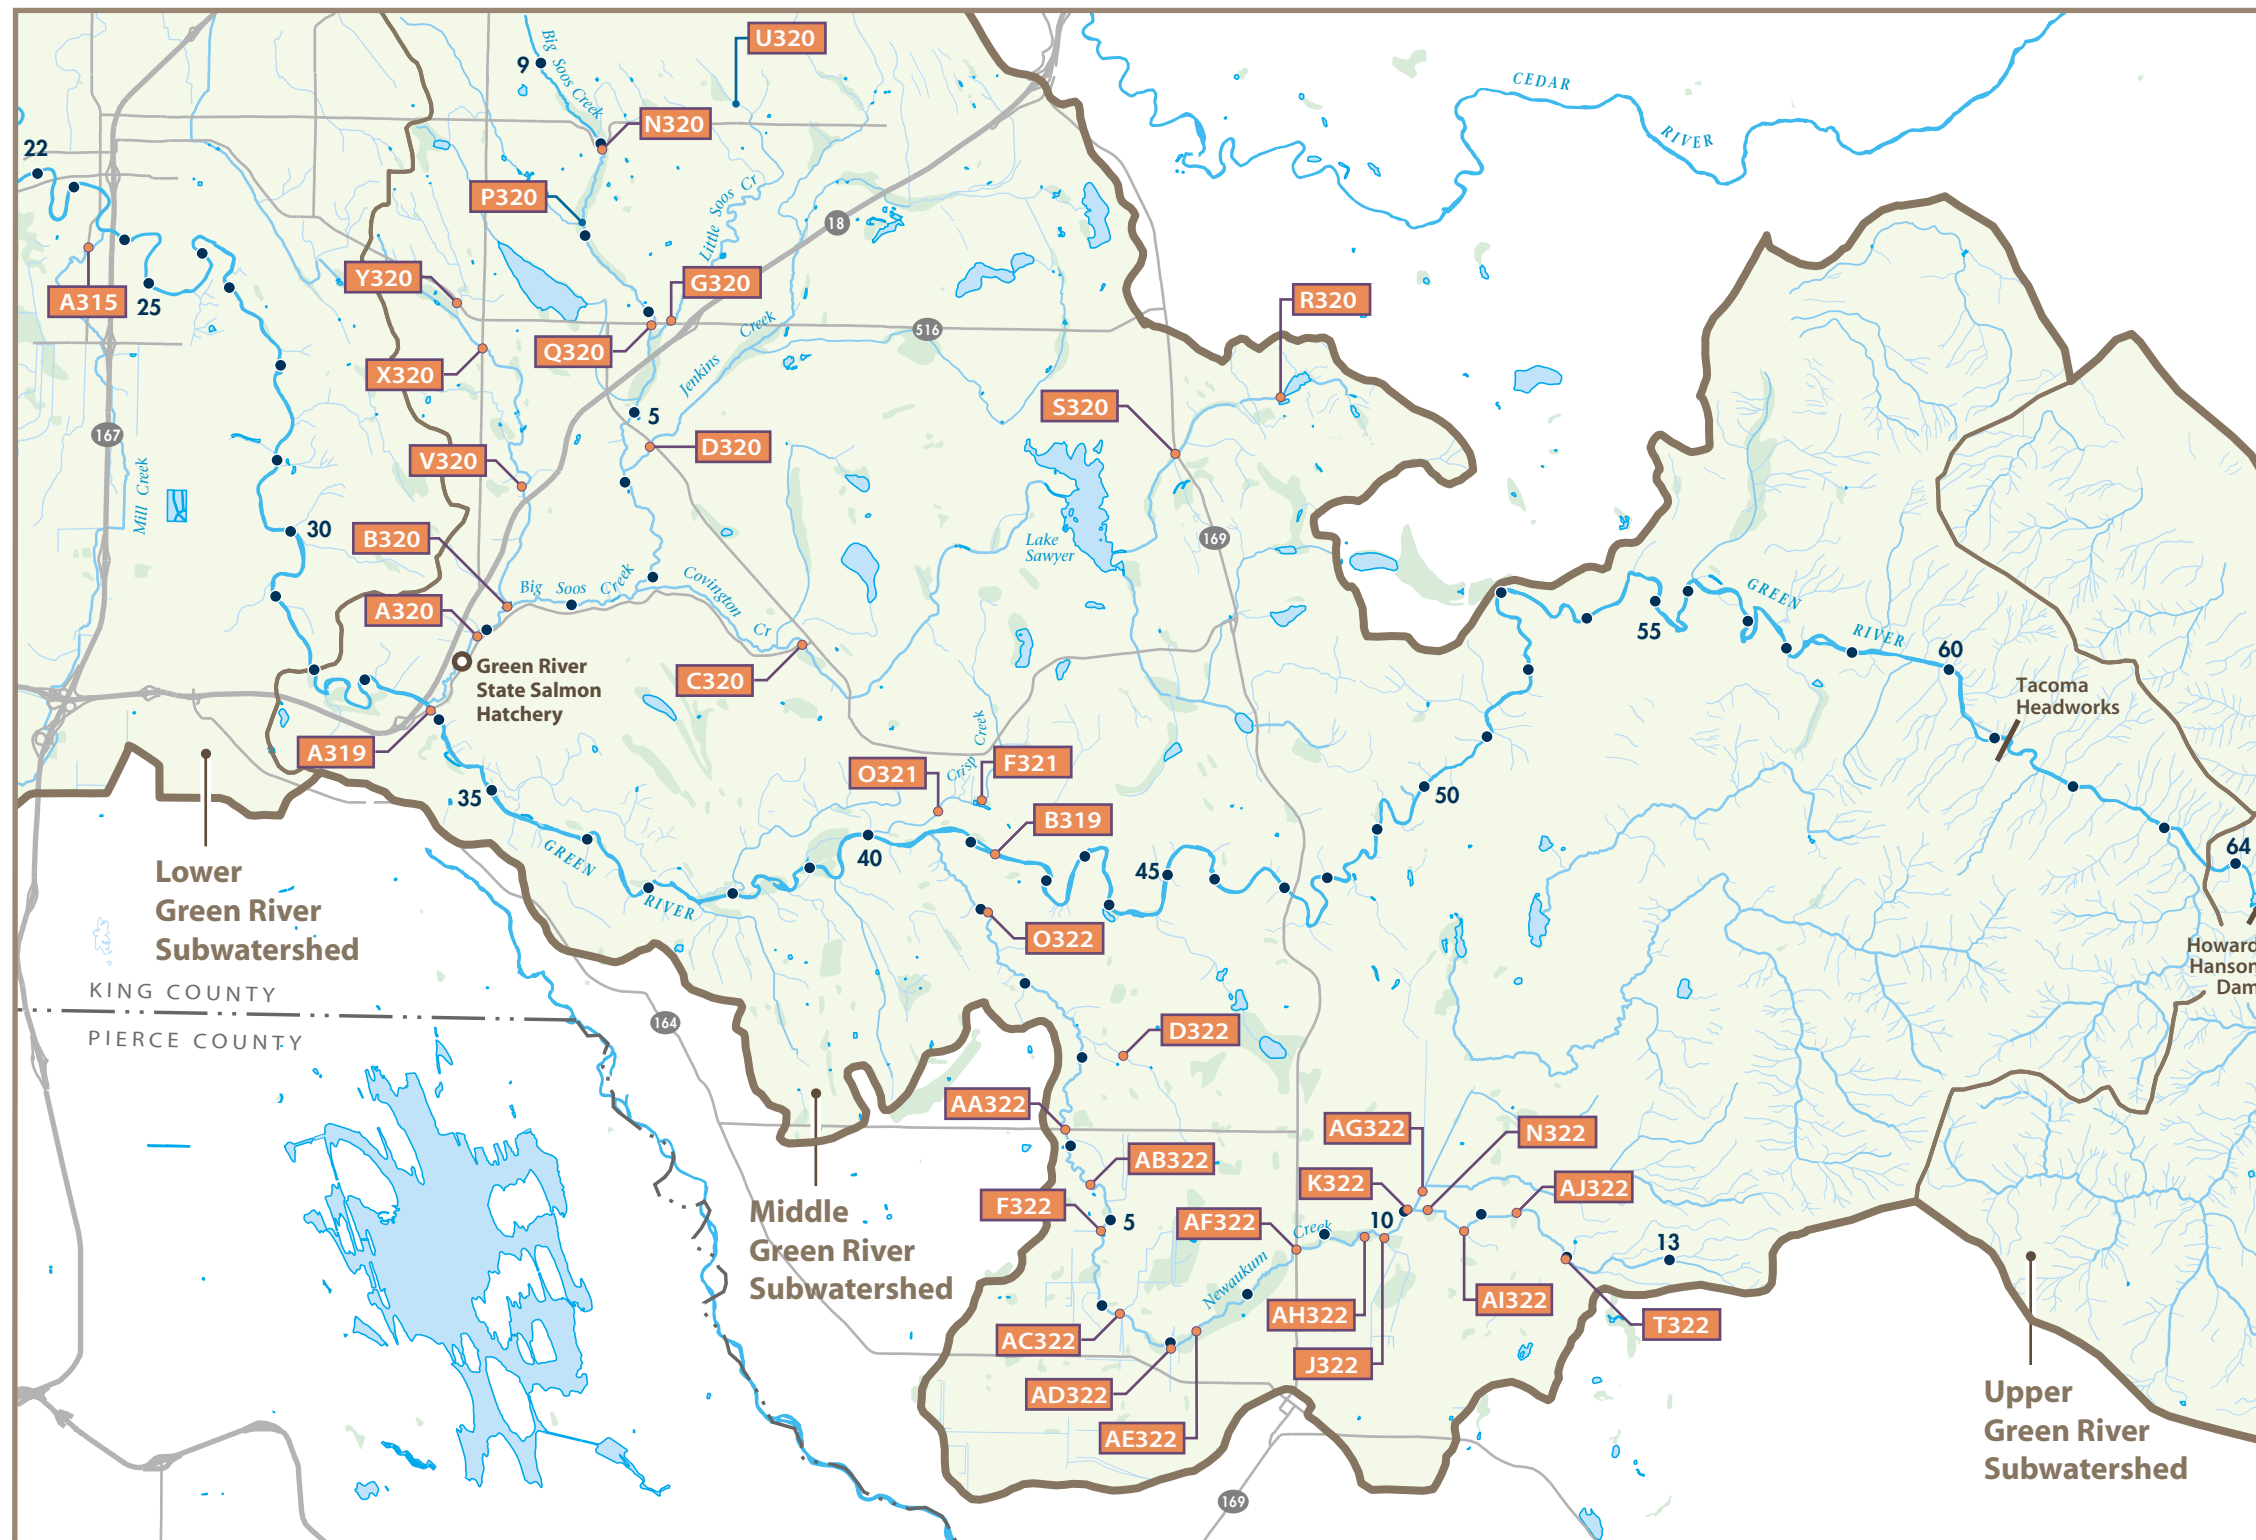 U320
Big Soos Creek
9
N320
22
P320
Little Soos Cr
18
CEDAR
RIVER
Y320
G320
A315
25
R320
Q320
Jenkins Creek
516
X320
S320
5
167
D320
V320
Mill Creek
30
B320
Lake
Sawyer
169
Big Soos Creek
Covington Cr
A320
GREEN
RIVER
55
60
Green River
State Salmon
Hatchery
C320
Tacoma
Headworks
A319
Crisp Creek
O321
F321
35
50
B319
GREEN
RIVER
40
45
64
Lower
Green River
Subwatershed
O322
Howard
Hanson
Dam
KING COUNTY
PIERCE COUNTY
164
D322
AA322
AG322
N322
AB322
K322
AJ322
F322
5
AF322
10
Middle
Green River
Subwatershed
Newaukum Creek
13
AH322
AI322
AC322
T322
J322
AD322
AE322
Upper
Green River
Subwatershed
169